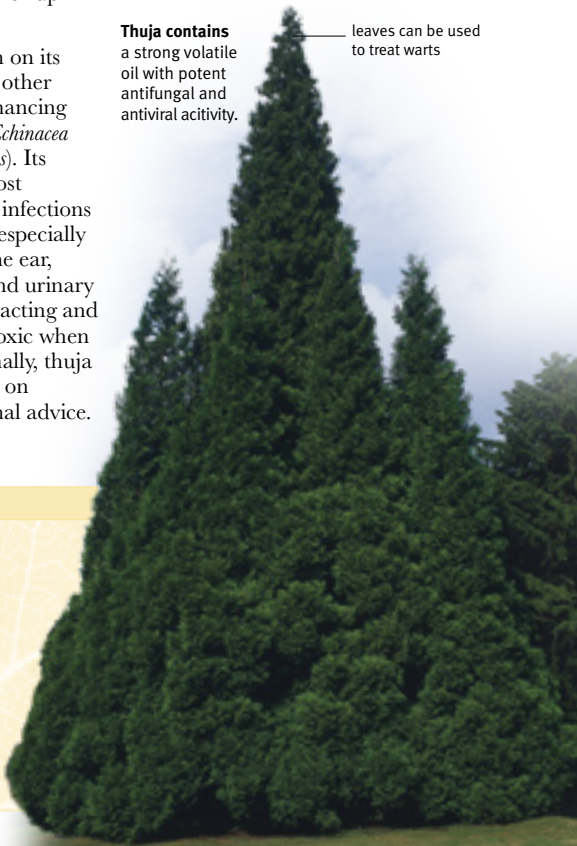 n on its
other
nancing
Echinacea
s). Its
ost
infections
especially
e ear,
nd urinary
acting and
oxic when
ally, thuja
on
nal advice.
Thuja contains
a strong volatile
oil with potent
antifungal and
antiviral acitivity.
leaves can be used
to treat warts